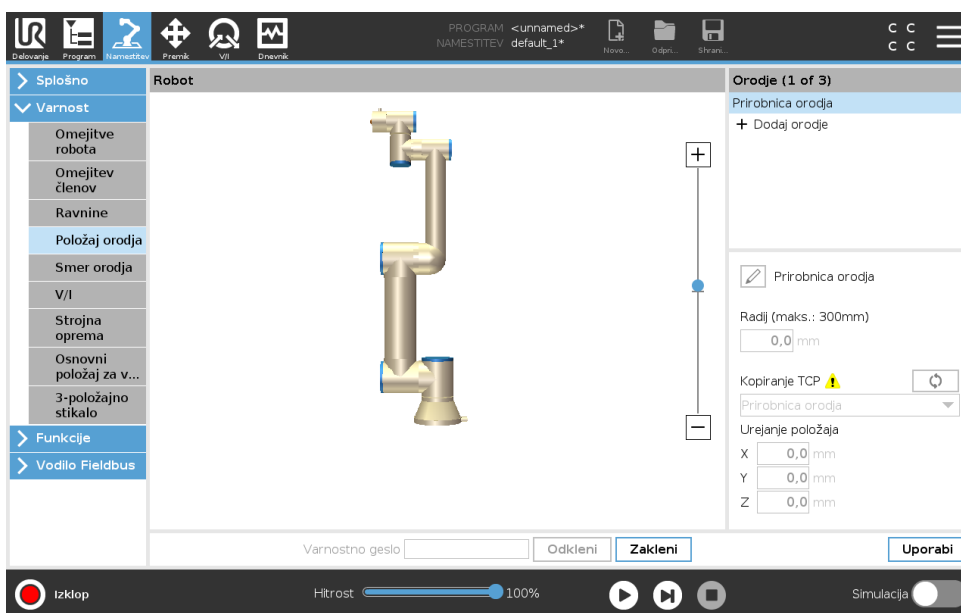 PROGRAM <unnamed>*
NAMESTITEV default_1*
Delovanje
Program
Namestitev
Premik
V/I
Dnevnik
Novo...
Odpri...
Shrani...
C C
C C
Splošno
Varnost
Omejitve
robota
Omejitev
členov
Ravnine
Položaj orodja
Smer orodja
V/I
Strojna
oprema
Osnovni
položaj za v...
3-položajno
stikalo
Funkcije
Vodilo Fieldbus
Robot
Orodje (1 of 3)
Prirobnica orodja
+ Dodaj orodje
Prirobnica orodja
Radij (maks.: 300mm)
0,0 mm
Kopiranje TCP
Prirobnica orodja
Urejanje položaja
X 0,0 mm
Y 0,0 mm
Z 0,0 mm
Varnostno geslo
Odkleni
Zakleni
Uporabi
Izklop
Hitrost
100%
Simulacija